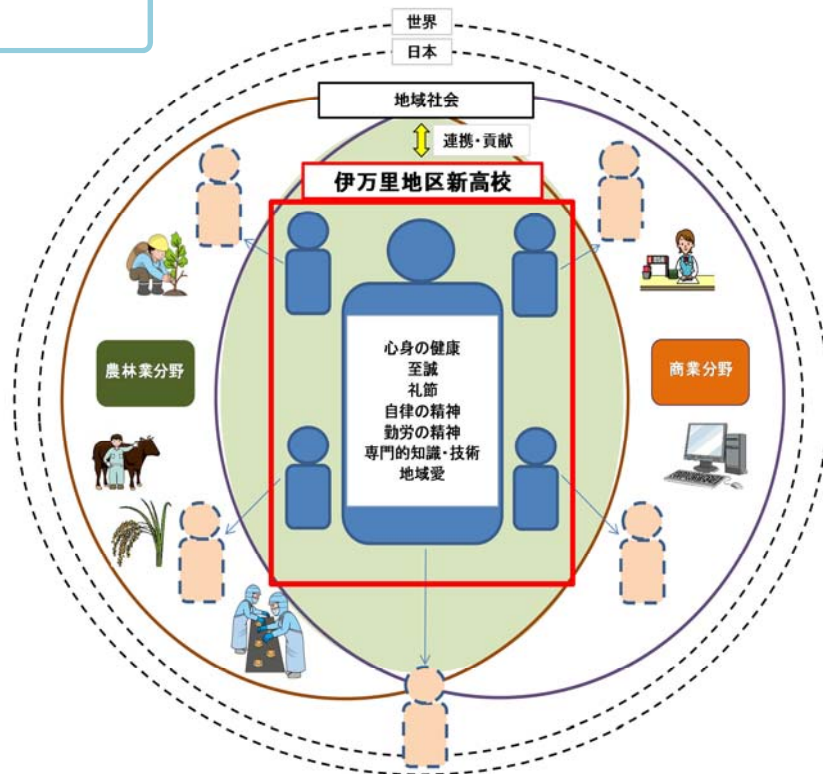 世界
日本
地域社会
連携・貢献
伊万里地区新高校
心身の健康
至誠
礼節
自律の精神
勤労の精神
専門的知識・技術
地域愛
農林業分野
商業分野